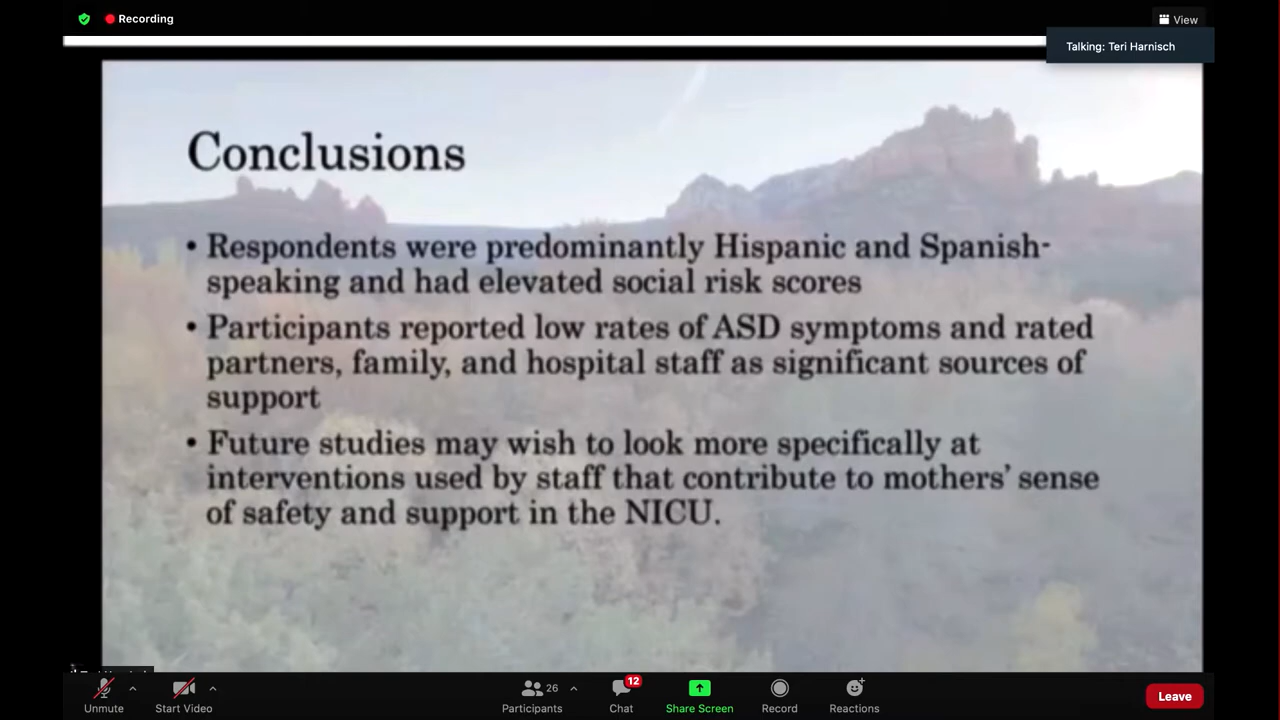 Recording
View
Talking: Teri Harnisch
Conclusions
• Respondents were predominantly Hispanic and Spanish-
speaking and had elevated social risk scores
• Participants reported low rates of ASD symptoms and rated
partners, family, and hospital staff as significant sources of
support
• Future studies may wish to look more specifically at
interventions used by staff that contribute to mothers' sense
of safety and support in the NICU.
Unmute
Start Video
26
Participants
12
Chat
Share Screen
Record
Reactions
Leave